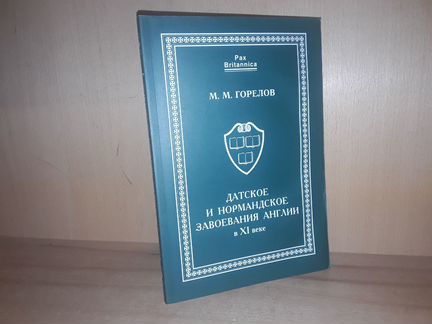 Pax
Britannica
М. М. ГОРЕЛОВ
ДАТСКОЕ
И НОРМАНДСКОЕ
ЗАВОЕВАНИЯ АНГЛИИ
в XI веке